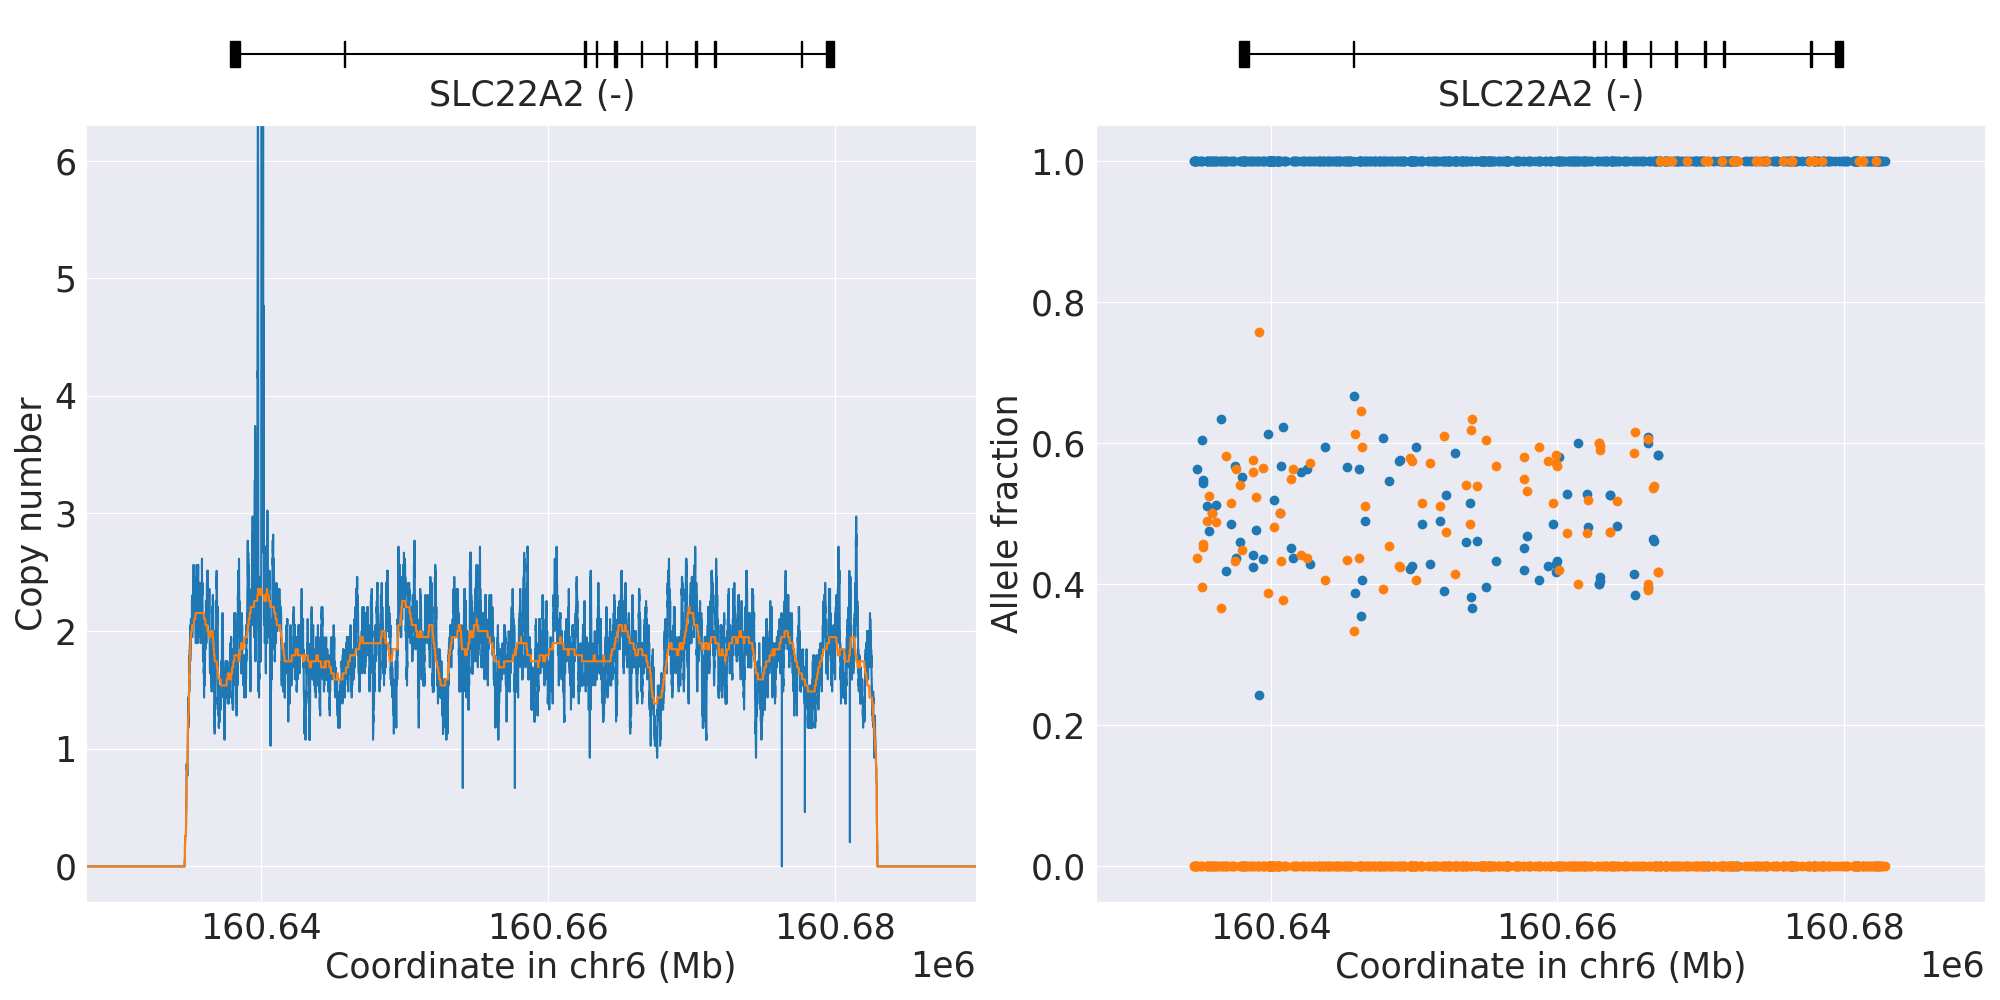 SLC22A2 (-)
6
5
4
3
2
1
0
Copy number
160.64 160.66 160.68
Coordinate in chr6 (Mb) 1e6
SLC22A2 (-)
1.0
0.8
0.6
0.4
0.2
0.0
Allele fraction
160.64 160.66 160.68
Coordinate in chr6 (Mb) 1e6